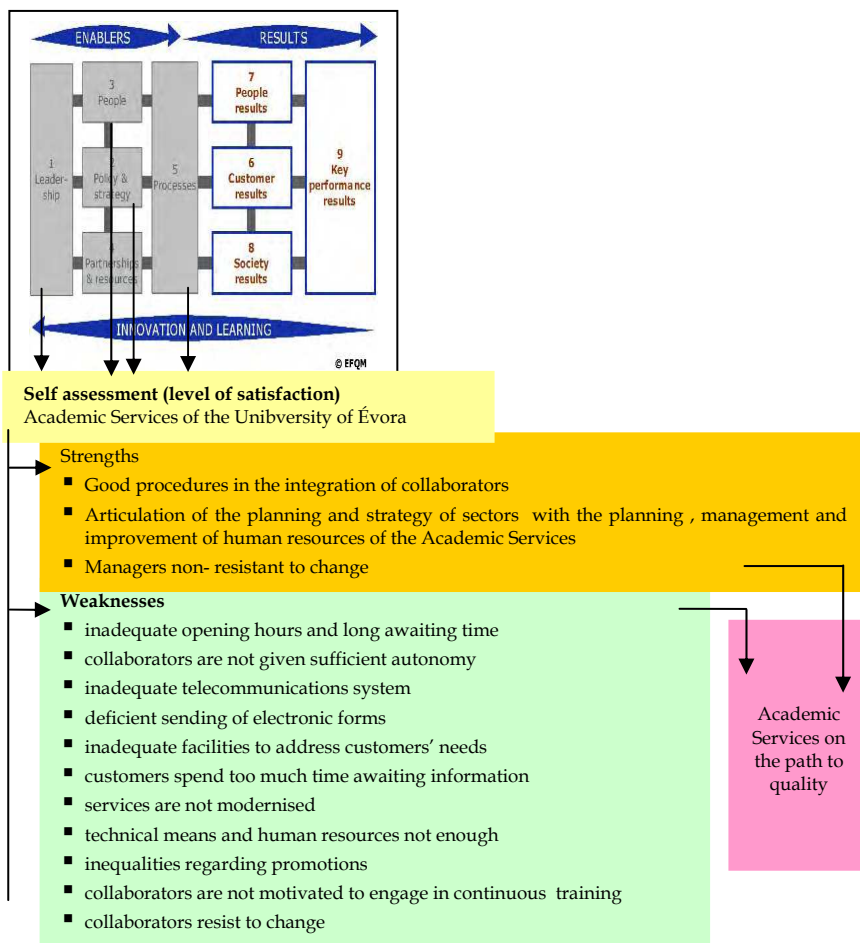 ENABLERS RESULTS
3
People
7
People
results
1
Leader-
ship
2
Policy &
strategy
5
Processes
6
Customer
results
9
Key
performance
results
4
Partnerships
& resources
8
Society
results
INNOVATION AND LEARNING
© EFQM
Self assessment (level of satisfaction)
Academic Services of the Unibversity of Évora
Strengths
▪ Good procedures in the integration of collaborators
▪ Articulation of the planning and strategy of sectors with the planning , management and
improvement of human resources of the Academic Services
▪ Managers non- resistant to change
Weaknesses
▪ inadequate opening hours and long awaiting time
▪ collaborators are not given sufficient autonomy
▪ inadequate telecommunications system
▪ deficient sending of electronic forms
▪ inadequate facilities to address customers’ needs
▪ customers spend too much time awaiting information
▪ services are not modernised
▪ technical means and human resources not enough
▪ inequalities regarding promotions
▪ collaborators are not motivated to engage in continuous training
▪ collaborators resist to change
Academic
Services on
the path to
quality